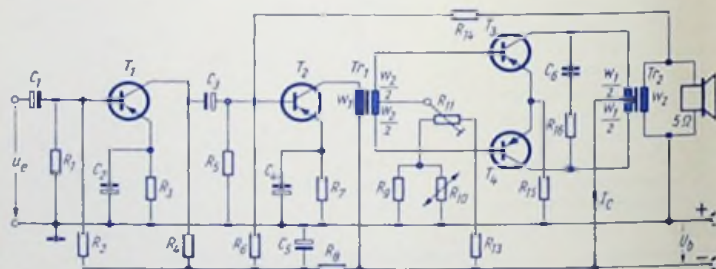 R14
T3
C1
T1
C3
T2
Tr1
w1
w2/2
w2/2
R11
C6
w1/2
w1/2
Tr2
w2
5Ω
ue
R1
C2
R3
R5
C4
R7
R9
R10
T4
R16
R15
IC
R2
R4
R6
C5
R8
R13
Ub
+
−